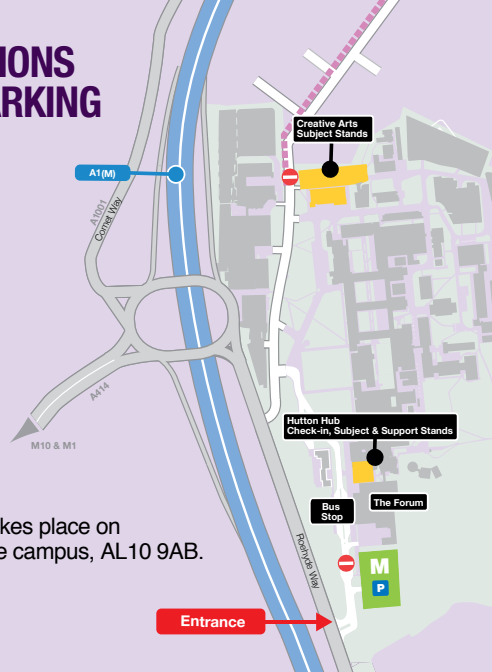 IONS
ARKING
Creative Arts
Subject Stands
A1(M)
A1001
Comet Way
A414
M10 & M1
Hutton Hub
Check-in, Subject & Support Stands
Bus
Stop
The Forum
kes place on
e campus, AL10 9AB.
Roehyde Way
M
P
Entrance